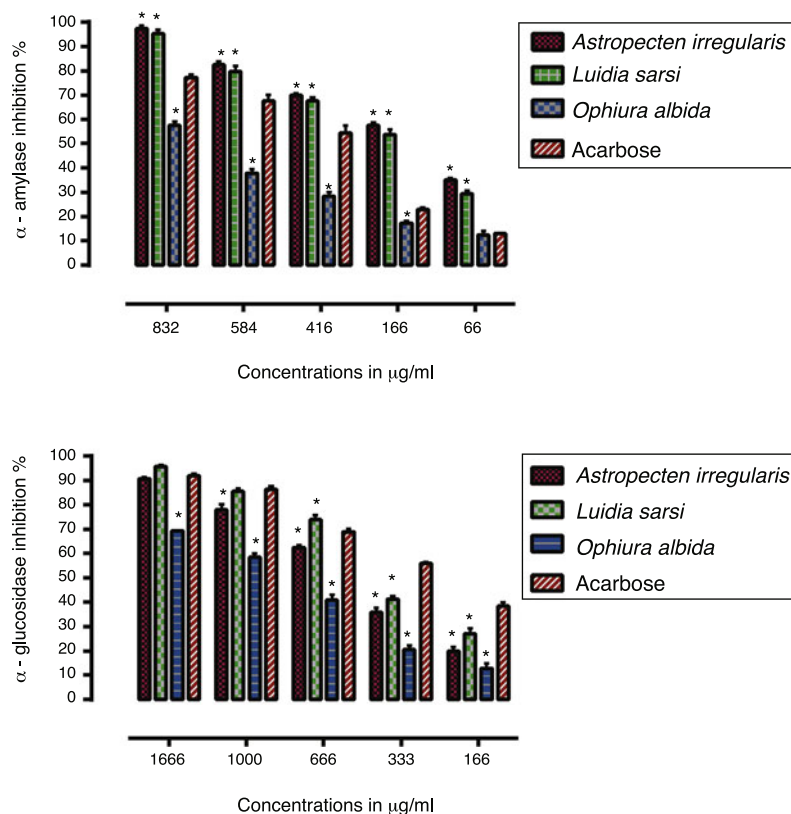 α - amylase inhibition %
100
90
80
70
60
50
40
30
20
10
0
* * * * * * * * * * * * * *
832 584 416 166 66
Concentrations in μg/ml
Astropecten irregularis
Luidia sarsi
Ophiura albida
Acarbose
α - glucosidase inhibition %
100
90
80
70
60
50
40
30
20
10
0
* * * * * * * * * * *
1666 1000 666 333 166
Concentrations in μg/ml
Astropecten irregularis
Luidia sarsi
Ophiura albida
Acarbose